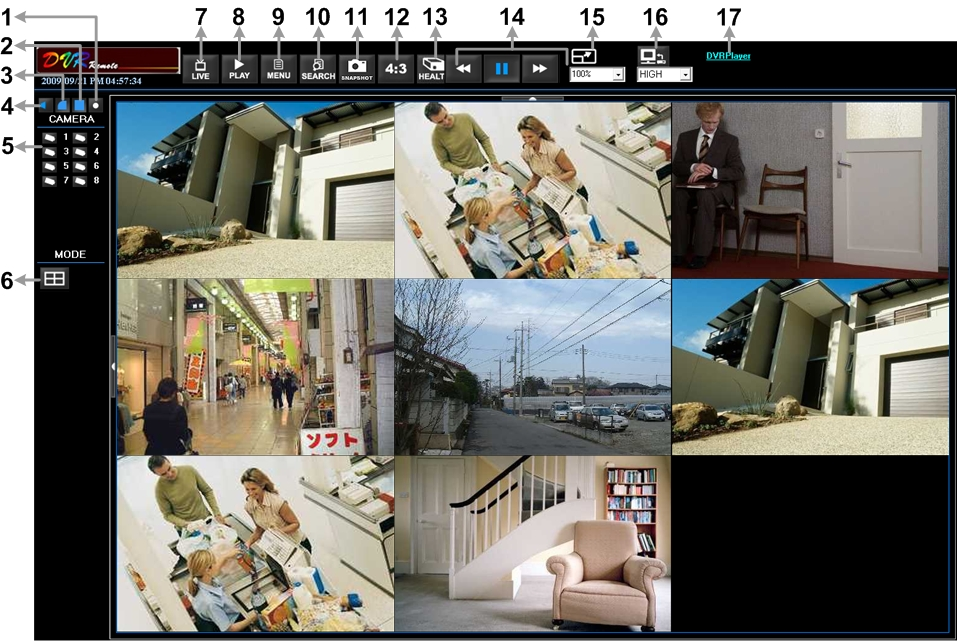 1
2
3
4
5
6
7 8 9 10 11 12 13 14 15 16 17
DVR Remote
2009/09/21 PM 04:57:34
LIVE PLAY MENU SEARCH SNAPSHOT 4:3 HEALT
100% HIGH
DVRPlayer
CAMERA
1 2
3 4
5 6
7 8
MODE
ソフト